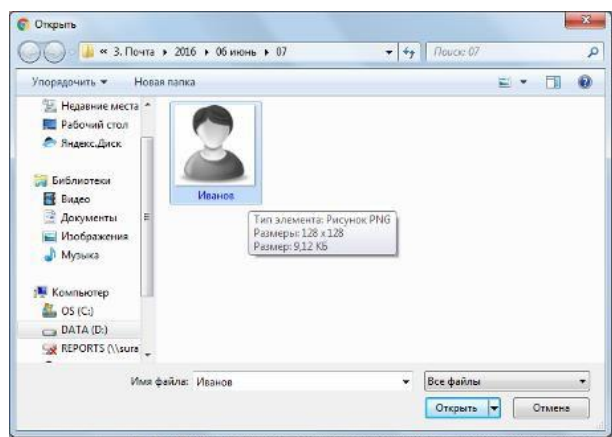 Открыть
« 3. Почта ▸ 2016 ▸ 06 июнь ▸ 07
Поиск: 07
Упорядочить
Новая папка
Недавние места
Рабочий стол
Яндекс.Диск
Библиотеки
Видео
Документы
Изображения
Музыка
Компьютер
OS (C:)
DATA (D:)
REPORTS (\\sura
Иванов
Тип элемента: Рисунок PNG
Размеры: 128 x 128
Размер: 9,12 КБ
Имя файла: Иванов
Все файлы
Открыть
Отмена